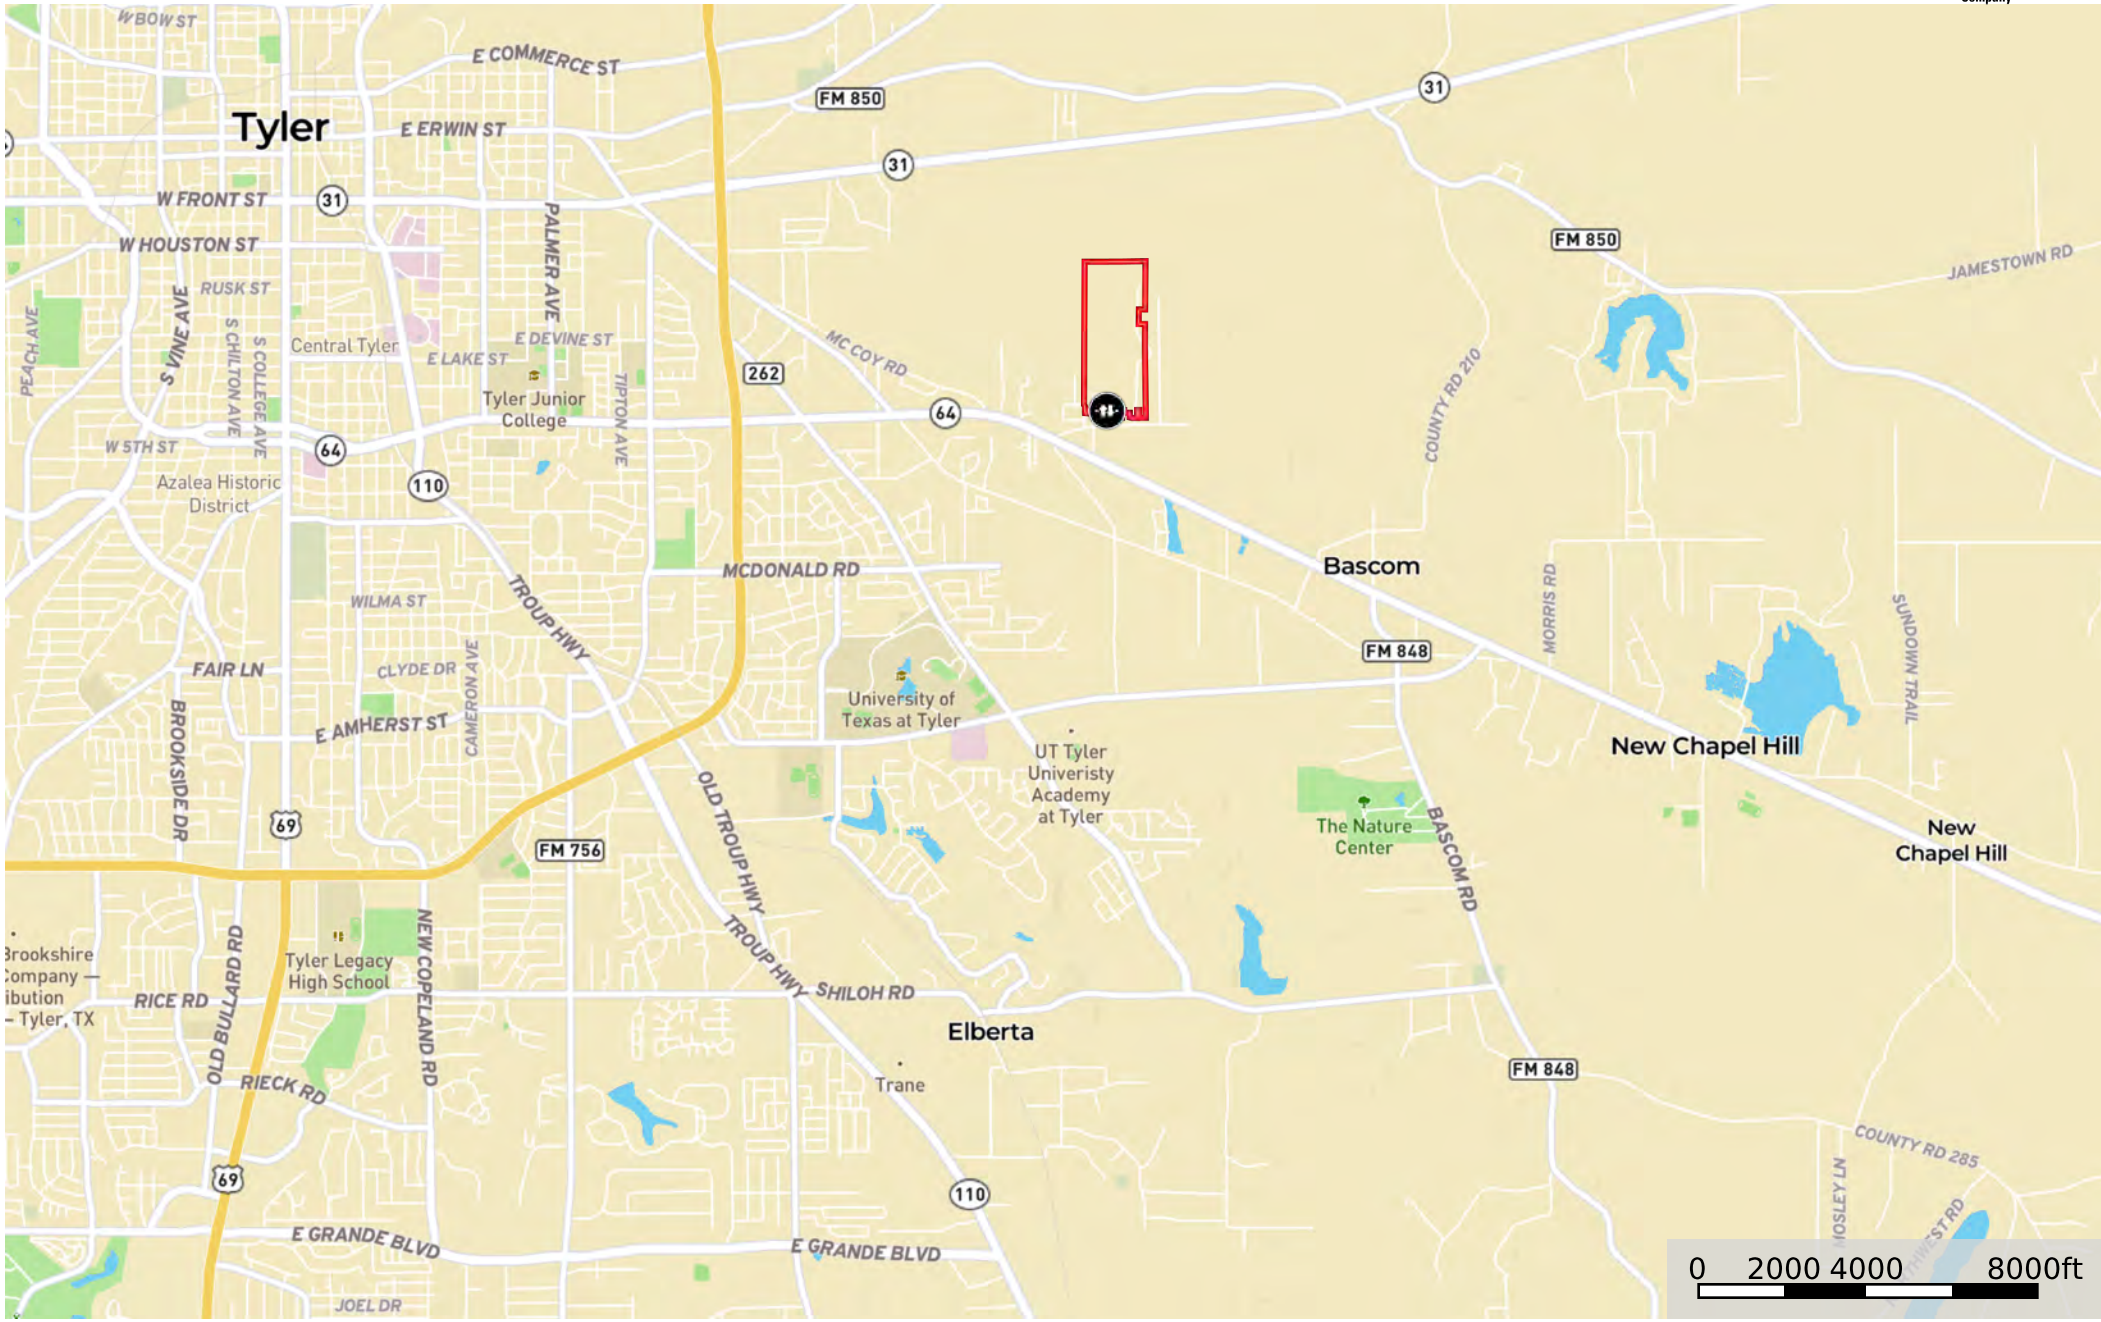 Company
W BOW ST
E COMMERCE ST
FM 850
31
Tyler
E ERWIN ST
31
W FRONT ST
31
PALMER AVE
W HOUSTON ST
FM 850
JAMESTOWN RD
RUSK ST
S VINE AVE
PEACH AVE
S CHILTON AVE
S COLLEGE AVE
Central Tyler
E DEVINE ST
E LAKE ST
MC COY RD
262
TIPTON AVE
Tyler Junior
College
64
COUNTY RD 210
W 5TH ST
64
110
Azalea Historic
District
MCDONALD RD
Bascom
TROUP HWY
WILMA ST
MORRIS RD
SUNDOWN TRAIL
FM 848
FAIR LN
CLYDE DR
CAMERON AVE
University of
Texas at Tyler
BROOKSIDE DR
E AMHERST ST
New Chapel Hill
UT Tyler
Univeristy
Academy
at Tyler
OLD TROUP HWY
69
FM 756
The Nature
Center
BASCOM RD
New
Chapel Hill
NEW COPELAND RD
TROUP HWY
OLD BULLARD RD
Brookshire
Company —
ibution
– Tyler, TX
Tyler Legacy
High School
RICE RD
SHILOH RD
Elberta
FM 848
Trane
RIECK RD
COUNTY RD 285
MOSLEY LN
69
110
E GRANDE BLVD
E GRANDE BLVD
THWEST RD
JOEL DR
0 2000 4000 8000ft